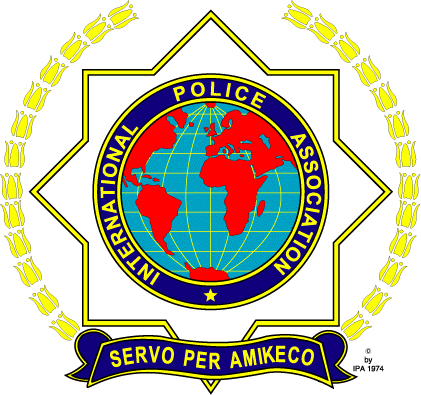 INTERNATIONAL POLICE ASSOCIATION
SERVO PER AMIKECO
©
by
IPA 1974